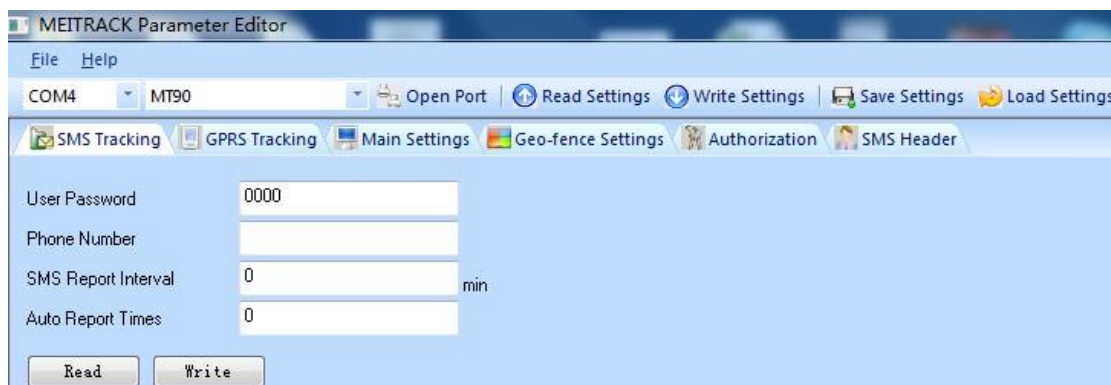 MEITRACK Parameter Editor
File Help
COM4 MT90 Open Port Read Settings Write Settings Save Settings Load Settings
SMS Tracking GPRS Tracking Main Settings Geo-fence Settings Authorization SMS Header
User Password 0000
Phone Number
SMS Report Interval 0 min
Auto Report Times 0
Read Write